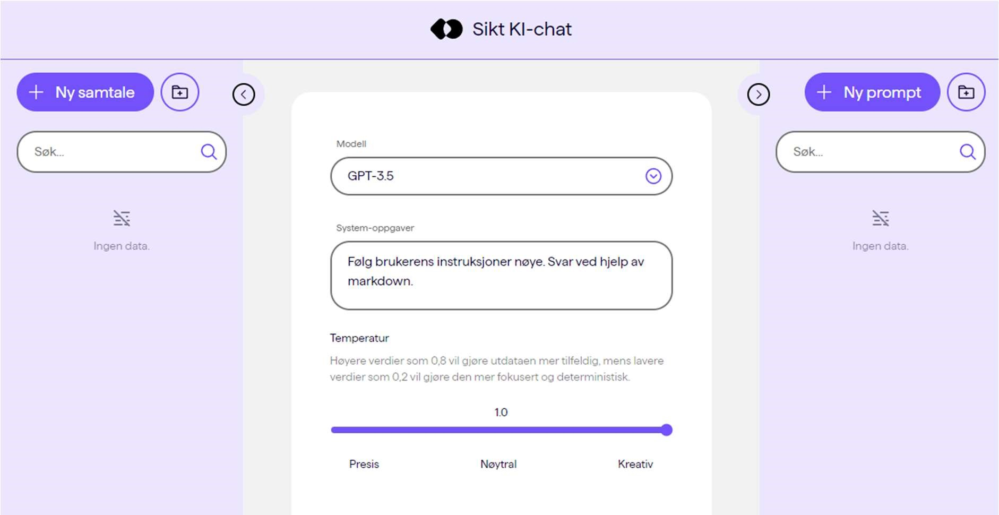 Sikt KI-chat
Ny samtale
Søk...
Ingen data.
Modell
GPT-3.5
System-oppgaver
Følg brukerens instruksjoner nøye. Svar ved hjelp av
markdown.
Temperatur
Høyere verdier som 0,8 vil gjøre utdataen mer tilfeldig, mens lavere
verdier som 0,2 vil gjøre den mer fokusert og deterministisk.
1.0
Presis
Nøytral
Kreativ
Ny prompt
Søk...
Ingen data.